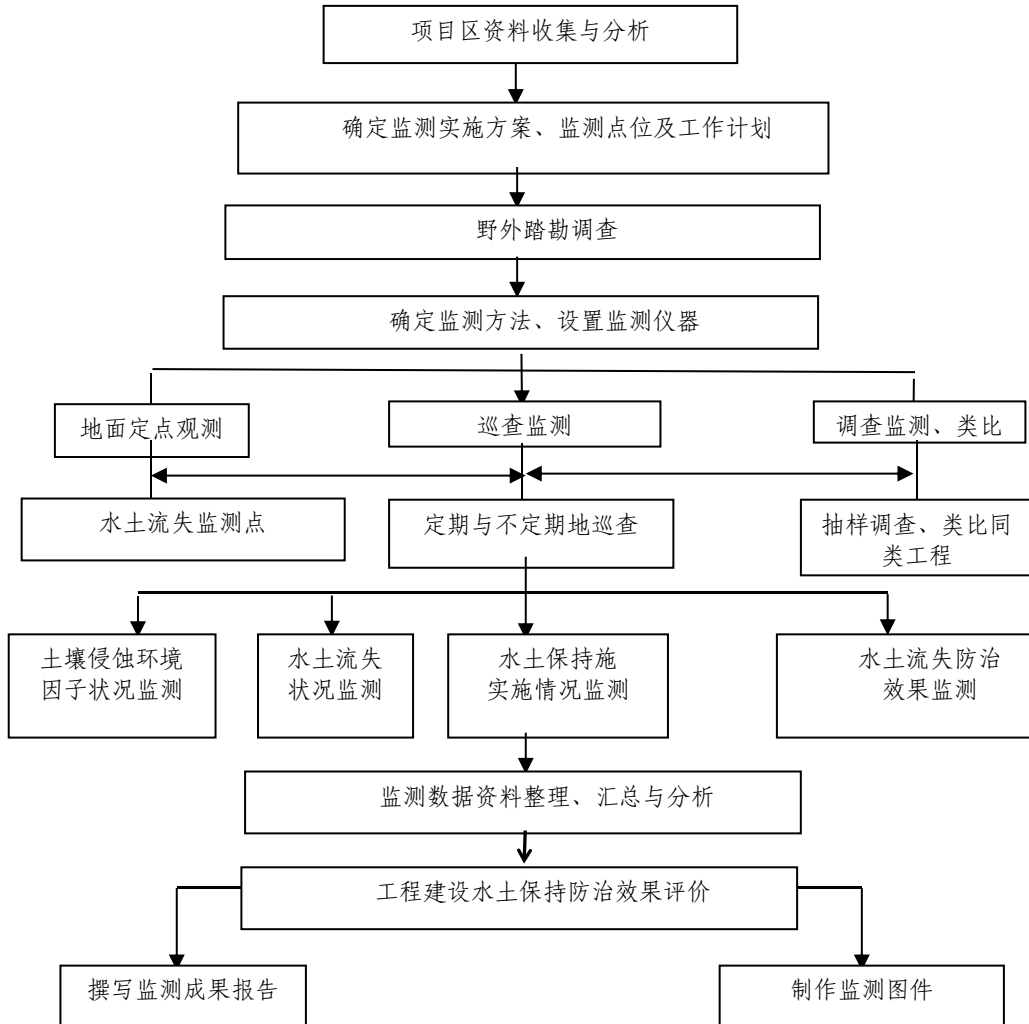 项目区资料收集与分析
确定监测实施方案、监测点位及工作计划
野外踏勘调查
确定监测方法、设置监测仪器
地面定点观测
巡查监测
调查监测、类比
水土流失监测点
定期与不定期地巡查
抽样调查、类比同
类工程
土壤侵蚀环境
因子状况监测
水土流失
状况监测
水土保持施
实施情况监测
水土流失防治
效果监测
监测数据资料整理、汇总与分析
工程建设水土保持防治效果评价
撰写监测成果报告
制作监测图件